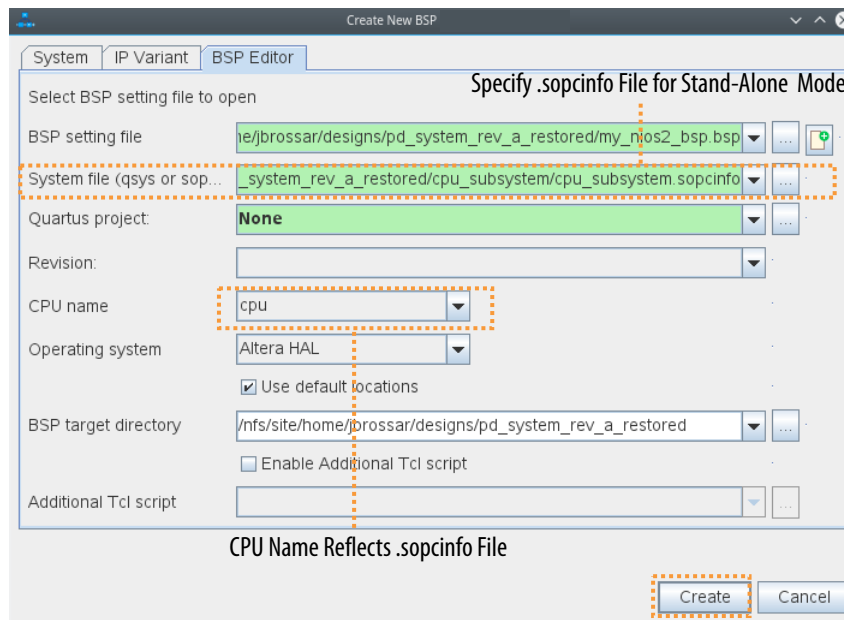 Create New BSP
System IP Variant BSP Editor
Specify .sopcinfo File for Stand-Alone Mode
Select BSP setting file to open
BSP setting file ne/jbrossar/designs/pd_system_rev_a_restored/my_nios2_bsp.bsp ...
System file (qsys or sop... _system_rev_a_restored/cpu_subsystem/cpu_subsystem.sopcinfo ...
Quartus project: None ...
Revision:
CPU name cpu
Operating system Altera HAL
Use default locations
BSP target directory /nfs/site/home/jbrossar/designs/pd_system_rev_a_restored ...
Enable Additional Tcl script
Additional Tcl script ...
CPU Name Reflects .sopcinfo File
Create Cancel